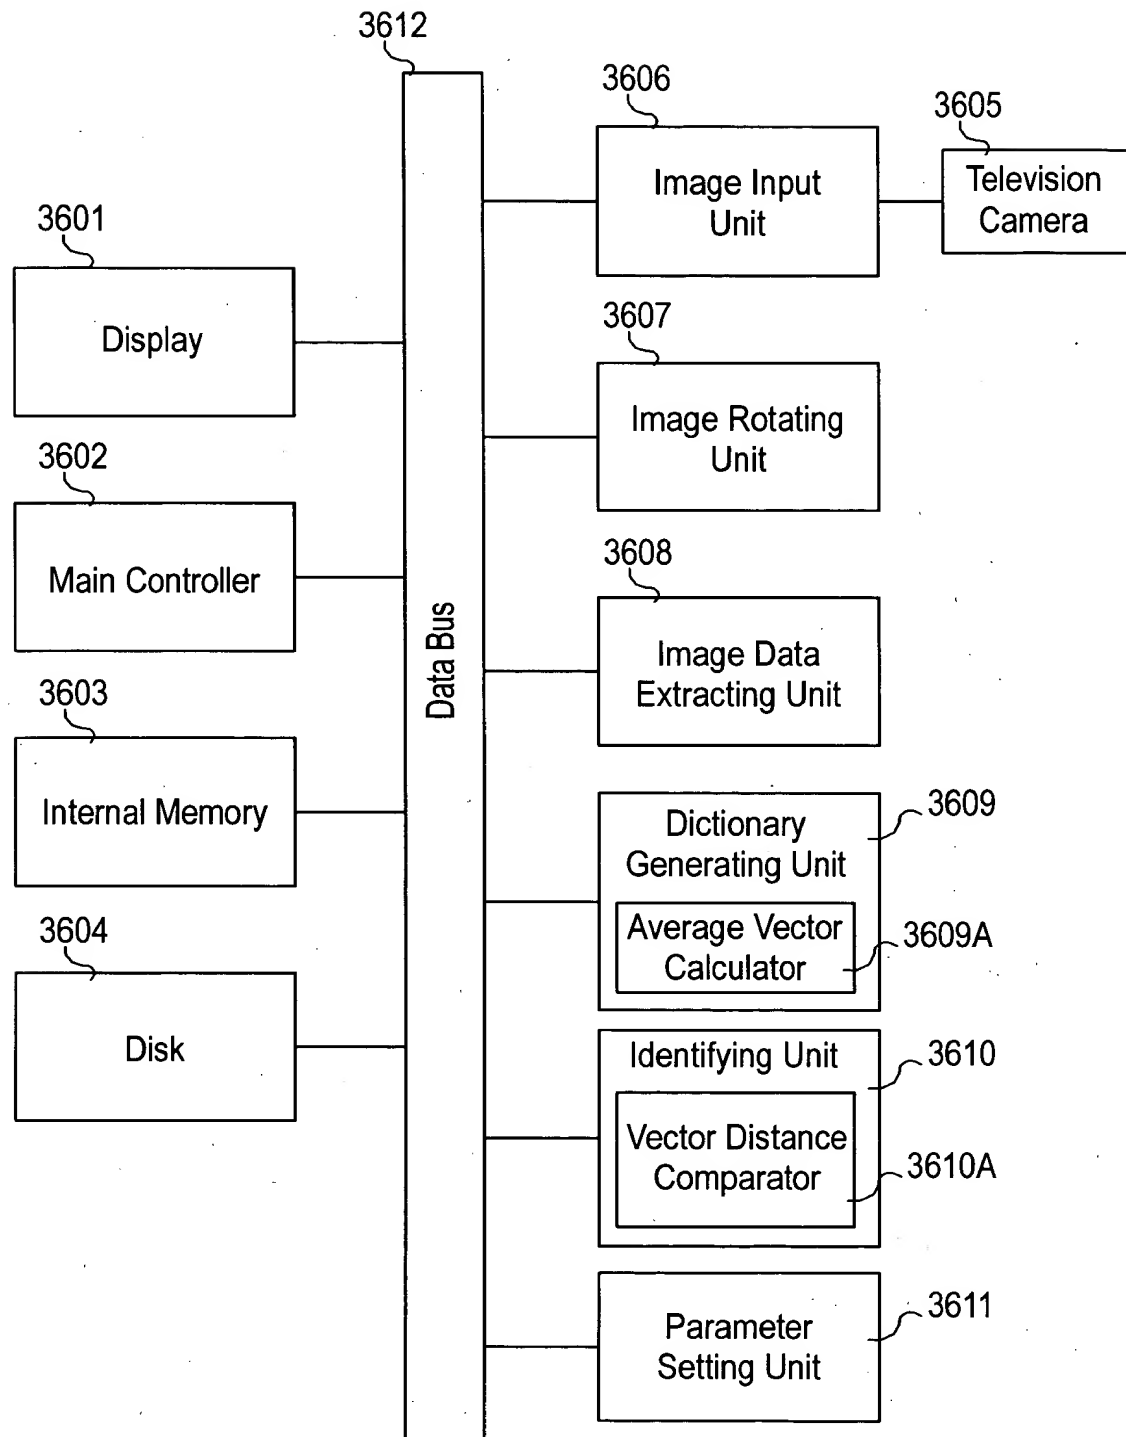 3612
3606
Image Input
Unit
3605
Television
Camera
3601
Display
3607
Image Rotating
Unit
3602
Main Controller
3608
Image Data
Extracting Unit
Data Bus
3603
Internal Memory
3609
Dictionary
Generating Unit
Average Vector
Calculator
3609A
3604
Disk
3610
Identifying Unit
Vector Distance
Comparator
3610A
3611
Parameter
Setting Unit